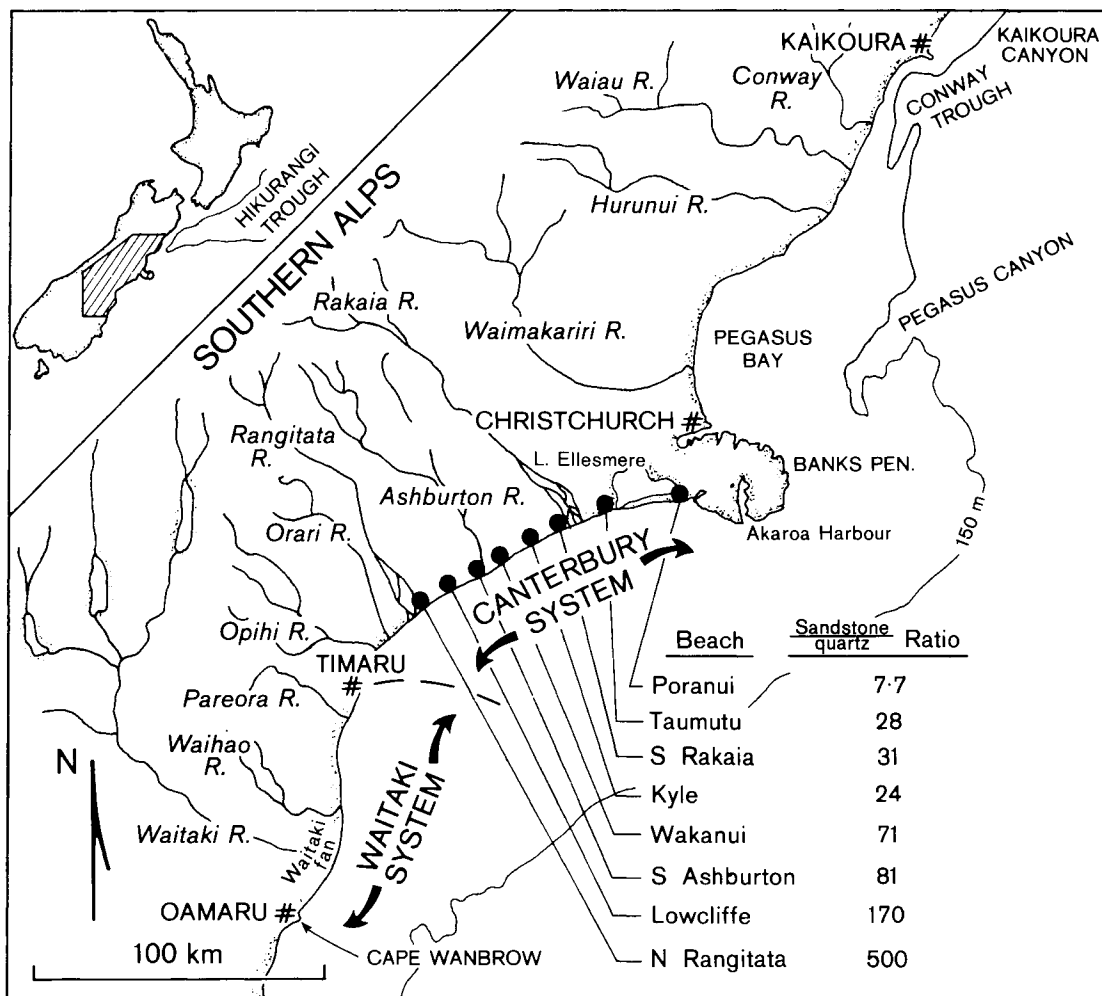 KAIKOURA
KAIKOURA
CANYON
Waiau R.
Conway
R.
CONWAY
TROUGH
HIKURANGI
TROUGH
SOUTHERN ALPS
Hurunui R.
Rakaia R.
Waimakariri R.
PEGASUS
BAY
PEGASUS CANYON
CHRISTCHURCH
Rangitata
R.
L. Ellesmere
BANKS PEN.
Ashburton R.
Orari R.
Akaroa Harbour
150 m
CANTERBURY
SYSTEM
Opihi R.
TIMARU
Pareora R.
Waihao
R.
N
WAITAKI
SYSTEM
Waitaki R.
Waitaki
fan
OAMARU
CAPE WANBROW
100 km
Beach Sandstone quartz Ratio
Poranui 7·7
Taumutu 28
S Rakaia 31
Kyle 24
Wakanui 71
S Ashburton 81
Lowcliffe 170
N Rangitata 500